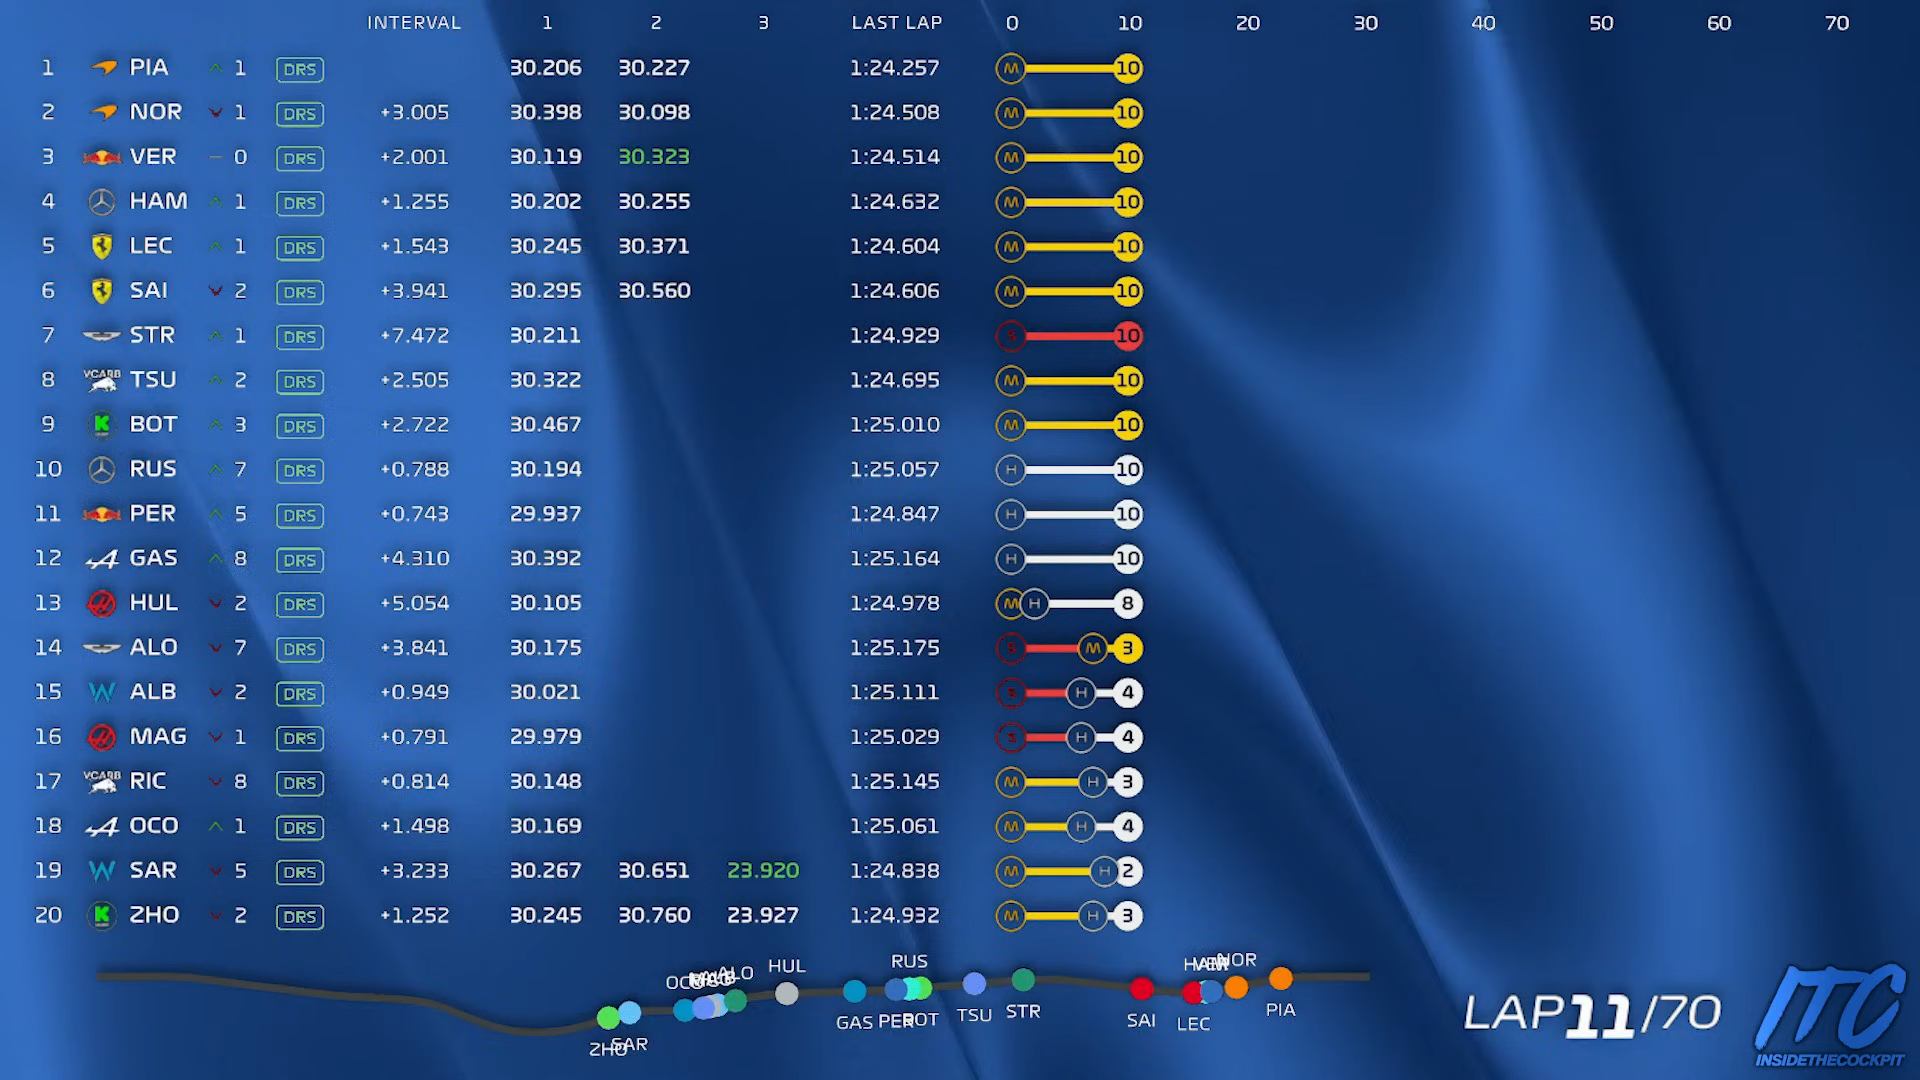 INTERVAL 1 2 3 LAST LAP 0 10 20 30 40 50 60 70
1 PIA 1 DRS 30.206 30.227 1:24.257 M 10
2 NOR 1 DRS +3.005 30.398 30.098 1:24.508 M 10
3 VER 0 DRS +2.001 30.119 30.323 1:24.514 M 10
4 HAM 1 DRS +1.255 30.202 30.255 1:24.632 M 10
5 LEC 1 DRS +1.543 30.245 30.371 1:24.604 M 10
6 SAI 2 DRS +3.941 30.295 30.560 1:24.606 M 10
7 STR 1 DRS +7.472 30.211 1:24.929 S 10
8 VCARB TSU 2 DRS +2.505 30.322 1:24.695 M 10
9 K BOT 3 DRS +2.722 30.467 1:25.010 M 10
10 RUS 7 DRS +0.788 30.194 1:25.057 H 10
11 PER 5 DRS +0.743 29.937 1:24.847 H 10
12 GAS 8 DRS +4.310 30.392 1:25.164 H 10
13 HUL 2 DRS +5.054 30.105 1:24.978 M H 8
14 ALO 7 DRS +3.841 30.175 1:25.175 S M 3
15 W ALB 2 DRS +0.949 30.021 1:25.111 S H 4
16 MAG 1 DRS +0.791 29.979 1:25.029 S H 4
17 VCARB RIC 8 DRS +0.814 30.148 1:25.145 M H 3
18 OCO 1 DRS +1.498 30.169 1:25.061 M H 4
19 W SAR 5 DRS +3.233 30.267 30.651 23.920 1:24.838 M H 2
20 K ZHO 2 DRS +1.252 30.245 30.760 23.927 1:24.932 M H 3
OCO ALO HUL RUS HAM VER NOR
ZHO SAR GAS PER BOT TSU STR SAI LEC PIA
LAP 11/70
ITC
INSIDETHECOCKPIT